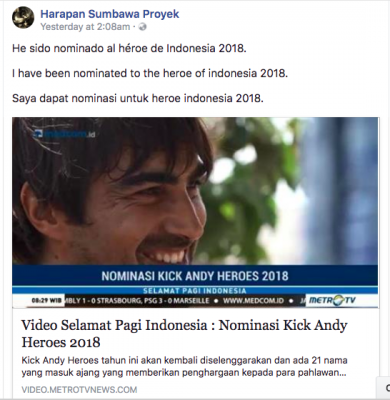 Harapan Sumbawa Proyek
Yesterday at 2:08am ·
He sido nominado al héroe de Indonesia 2018.
I have been nominated to the heroe of indonesia 2018.
Saya dapat nominasi untuk heroe indonesia 2018.
NOMINASI KICK ANDY HEROES 2018
SELAMAT PAGI INDONESIA
08:29 WIB MBLY 1 - 0 STRASBOURG, PSG 3 - 0 MARSEILLE WWW.MEDCOM.ID METRO TV
Video Selamat Pagi Indonesia : Nominasi Kick Andy
Heroes 2018
Kick Andy Heroes tahun ini akan kembali diselenggarakan dan ada 21 nama
yang masuk ajang yang memberikan penghargaan kepada para pahlawan...
VIDEO.METROTVNEWS.COM